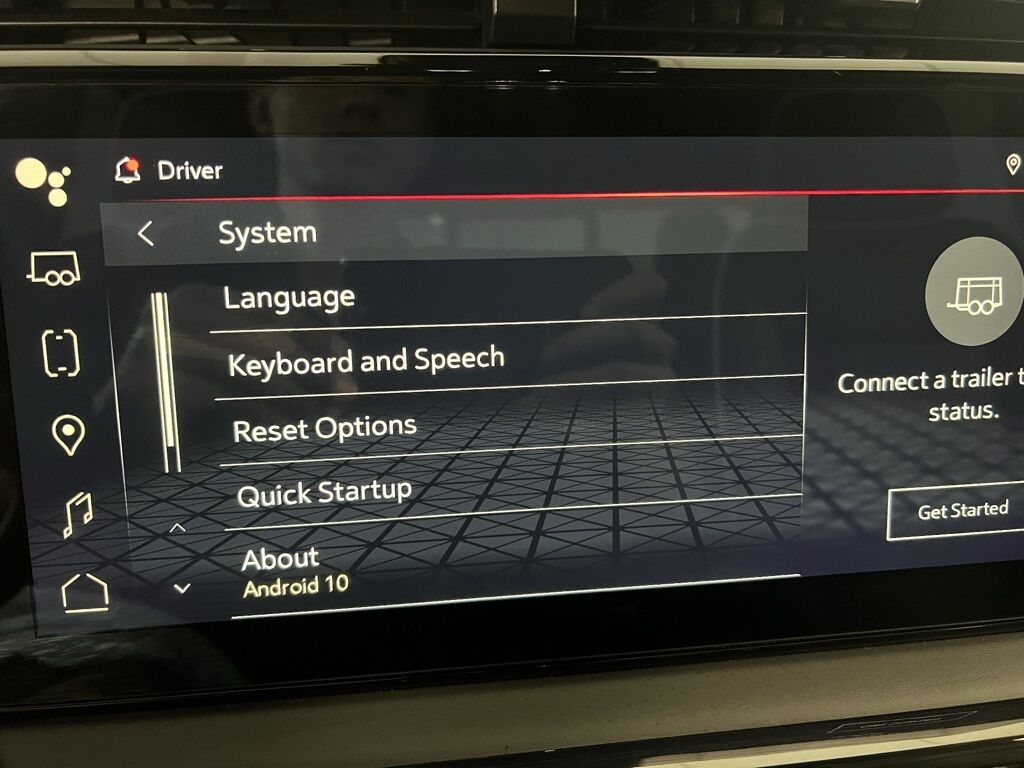 Driver
System
Language
Keyboard and Speech
Reset Options
Quick Startup
About
Android 10
Connect a trailer
status.
Get Started